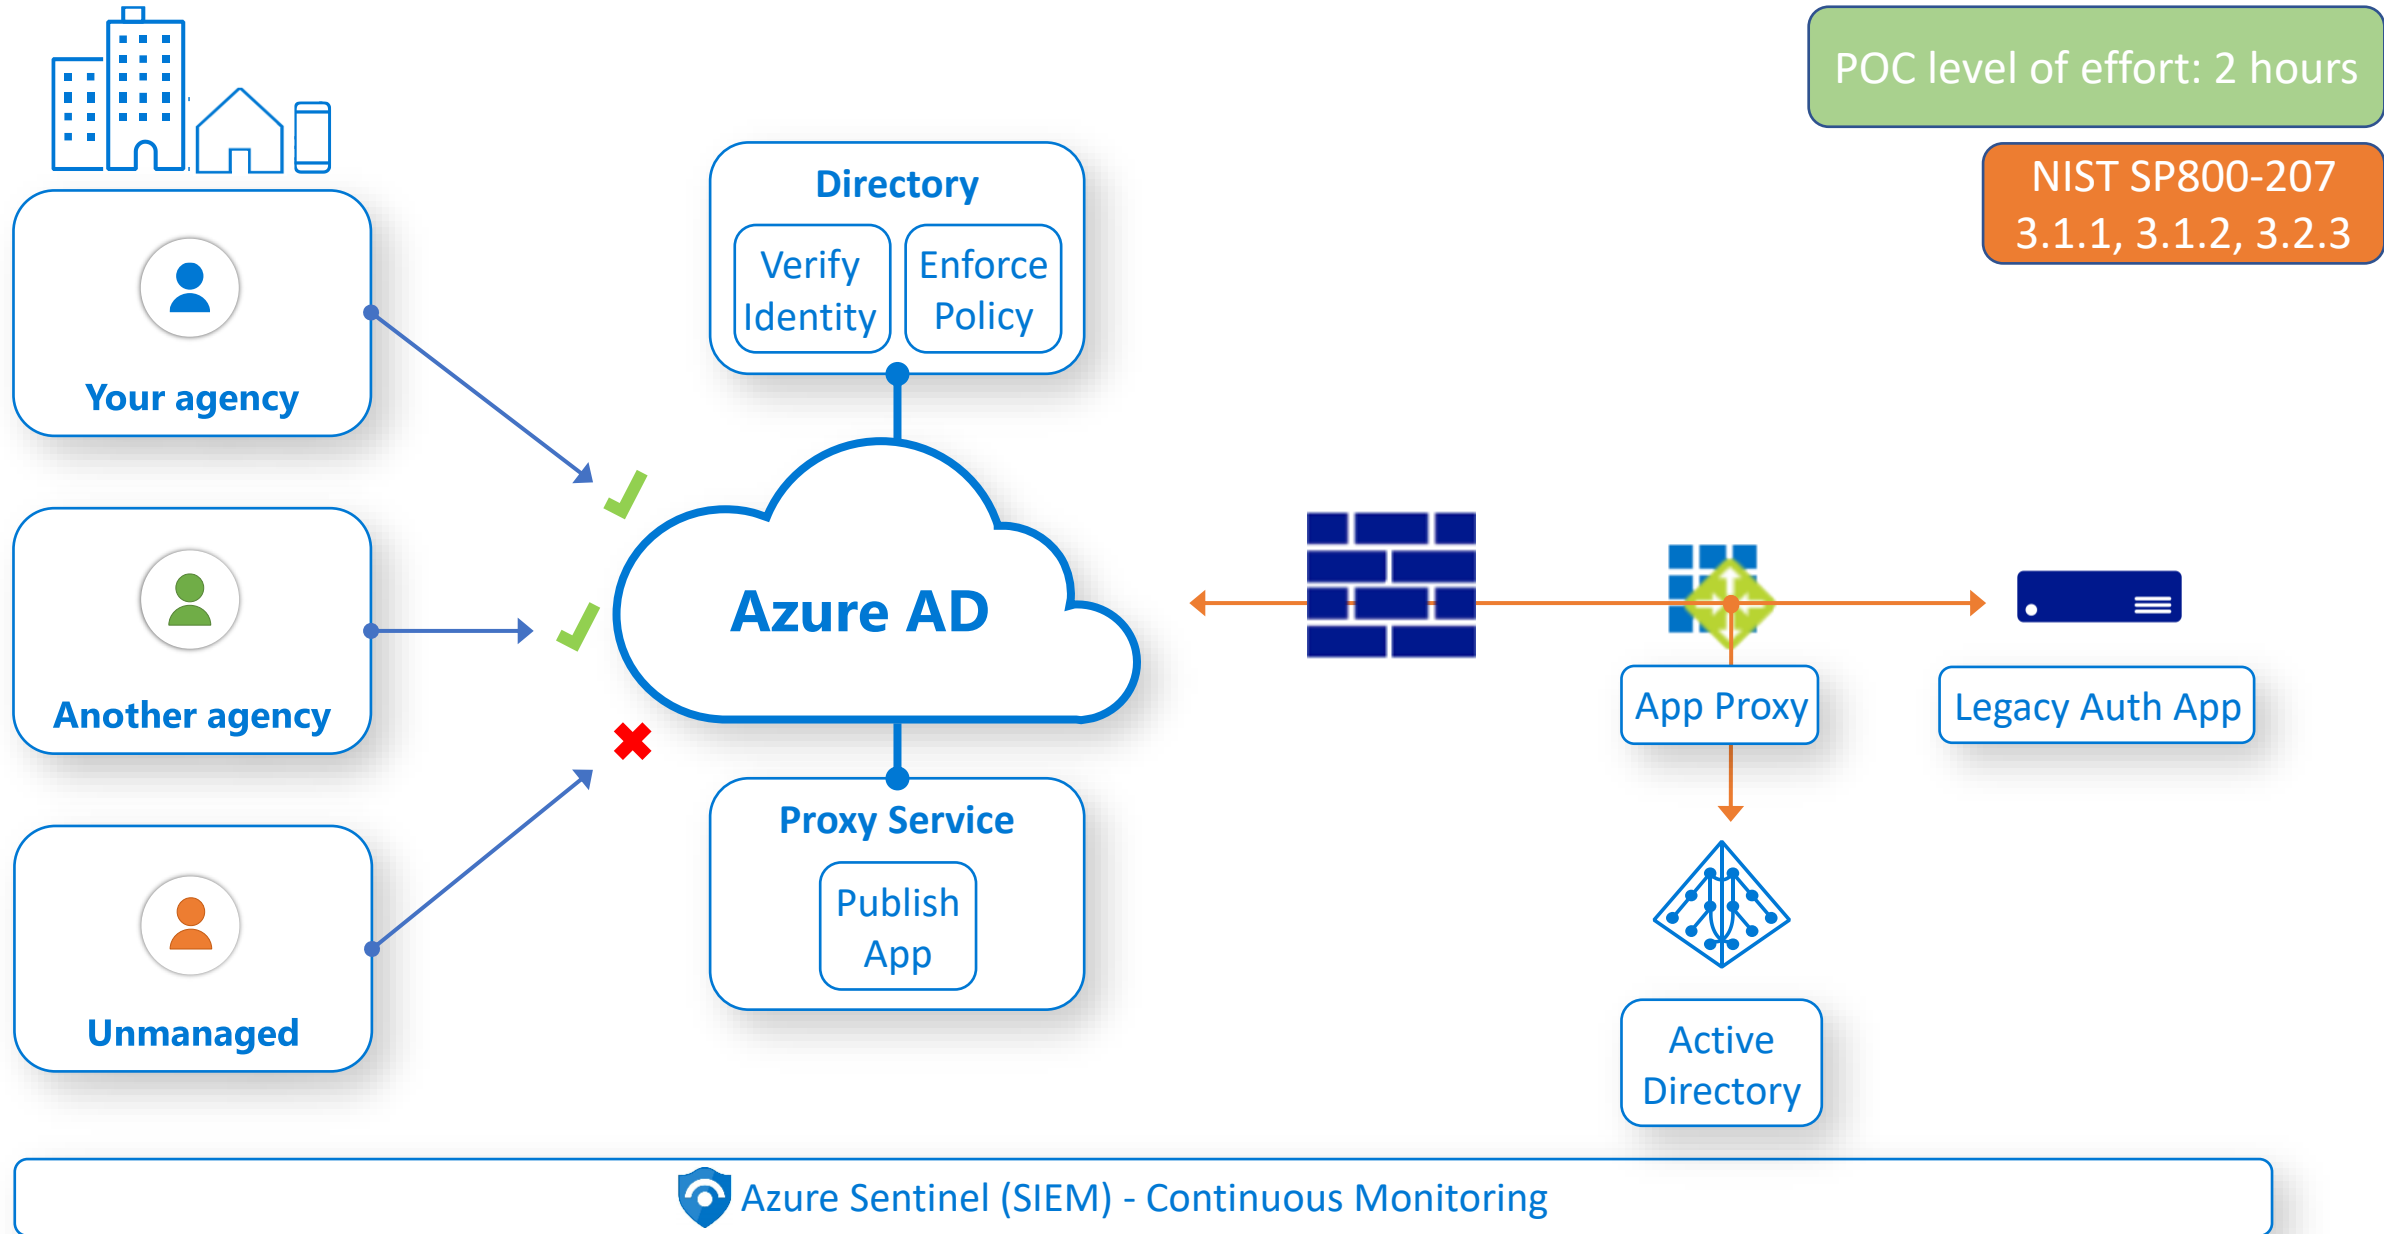 POC level of effort: 2 hours
NIST SP800-207
3.1.1, 3.1.2, 3.2.3
Your agency
Another agency
Unmanaged
Directory
Verify
Identity
Enforce
Policy
Azure AD
Proxy Service
Publish
App
App Proxy
Legacy Auth App
Active
Directory
Azure Sentinel (SIEM) - Continuous Monitoring